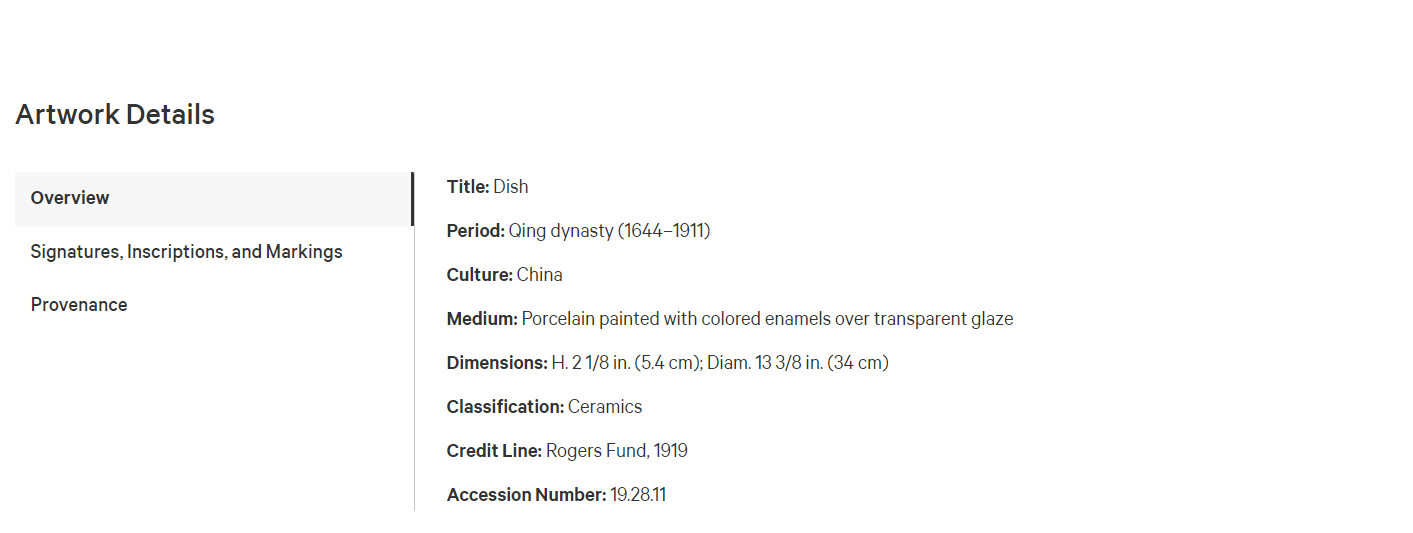 Artwork Details
Overview
Signatures, Inscriptions, and Markings
Provenance
Title: Dish
Period: Qing dynasty (1644–1911)
Culture: China
Medium: Porcelain painted with colored enamels over transparent glaze
Dimensions: H. 2 1/8 in. (5.4 cm); Diam. 13 3/8 in. (34 cm)
Classification: Ceramics
Credit Line: Rogers Fund, 1919
Accession Number: 19.28.11